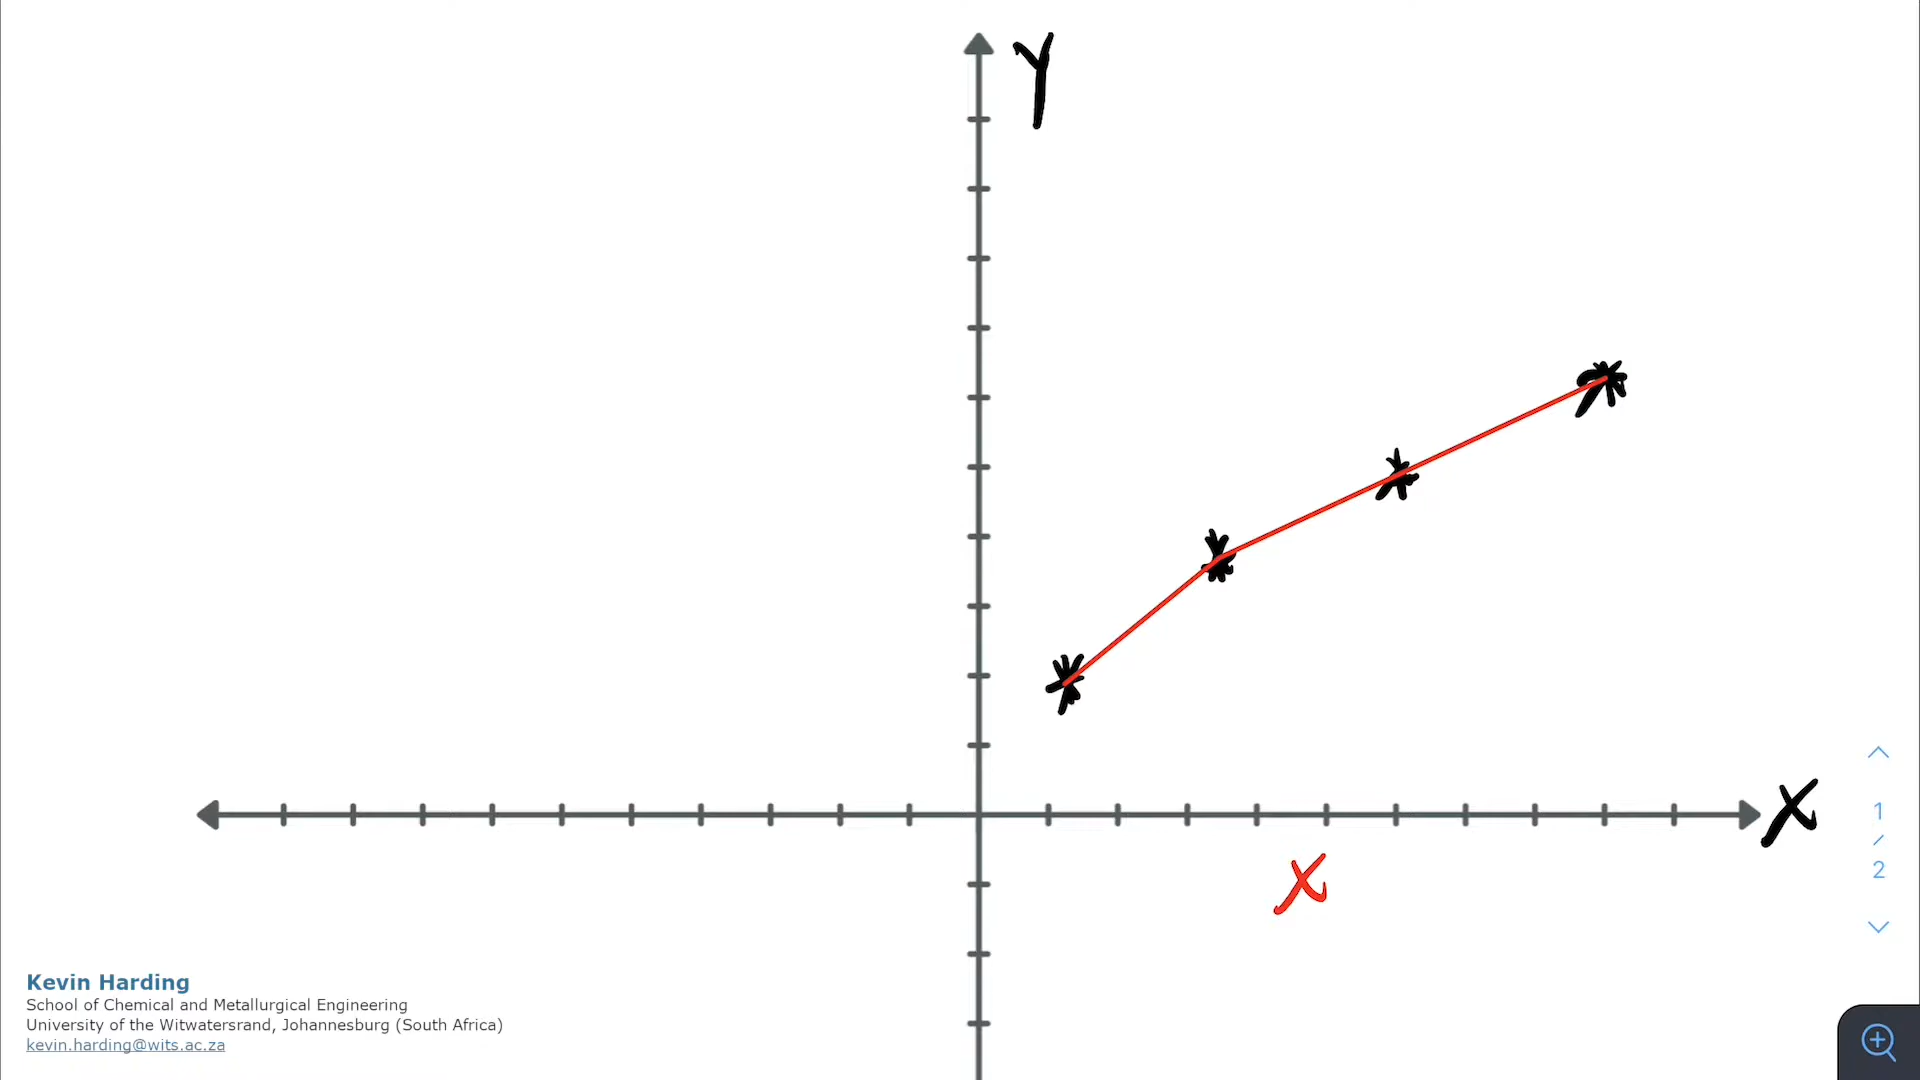 Y
X
x
1
/
2
Kevin Harding
School of Chemical and Metallurgical Engineering
University of the Witwatersrand, Johannesburg (South Africa)
kevin.harding@wits.ac.za